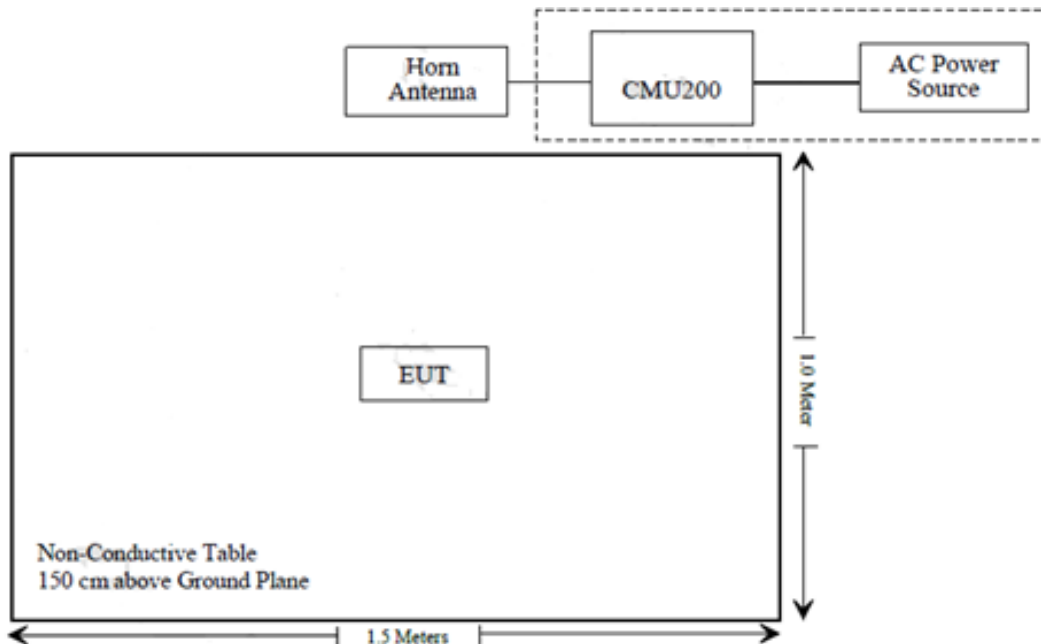 Horn
Antenna
CMU200
AC Power
Source
EUT
1.0 Meter
Non-Conductive Table
150 cm above Ground Plane
1.5 Meters